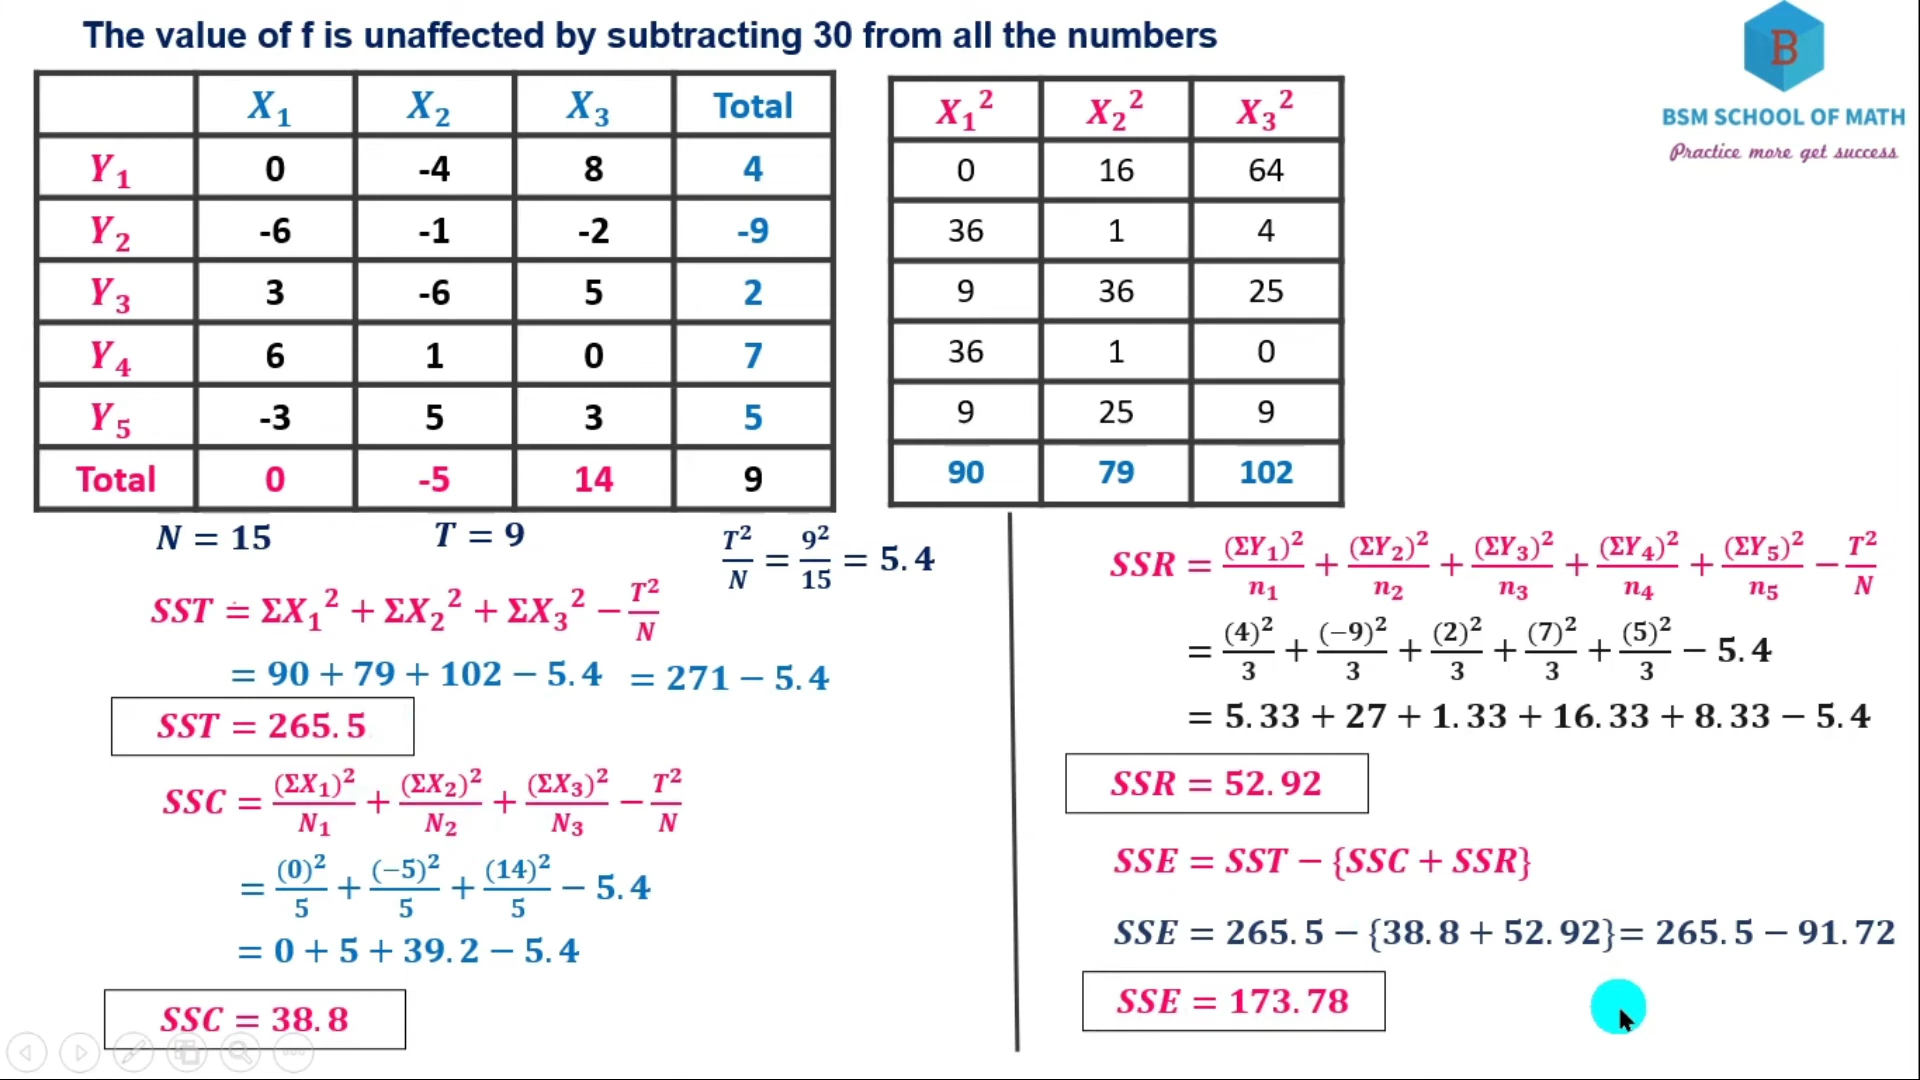 The value of f is unaffected by subtracting 30 from all the numbers
B
BSM SCHOOL OF MATH
Practice more get success
X₁ X₂ X₃ Total
Y₁ 0 -4 8 4
Y₂ -6 -1 -2 -9
Y₃ 3 -6 5 2
Y₄ 6 1 0 7
Y₅ -3 5 3 5
Total 0 -5 14 9
X₁² X₂² X₃²
0 16 64
36 1 4
9 36 25
36 1 0
9 25 9
90 79 102
N = 15 T = 9 T²/N = 9²/15 = 5.4
SST = ΣX₁² + ΣX₂² + ΣX₃² − T²/N
= 90 + 79 + 102 − 5.4 = 271 − 5.4
SST = 265.5
SSC = (ΣX₁)²/N₁ + (ΣX₂)²/N₂ + (ΣX₃)²/N₃ − T²/N
= (0)²/5 + (−5)²/5 + (14)²/5 − 5.4
= 0 + 5 + 39.2 − 5.4
SSC = 38.8
SSR = (ΣY₁)²/n₁ + (ΣY₂)²/n₂ + (ΣY₃)²/n₃ + (ΣY₄)²/n₄ + (ΣY₅)²/n₅ − T²/N
= (4)²/3 + (−9)²/3 + (2)²/3 + (7)²/3 + (5)²/3 − 5.4
= 5.33 + 27 + 1.33 + 16.33 + 8.33 − 5.4
SSR = 52.92
SSE = SST − {SSC + SSR}
SSE = 265.5 − {38.8 + 52.92}= 265.5 − 91.72
SSE = 173.78